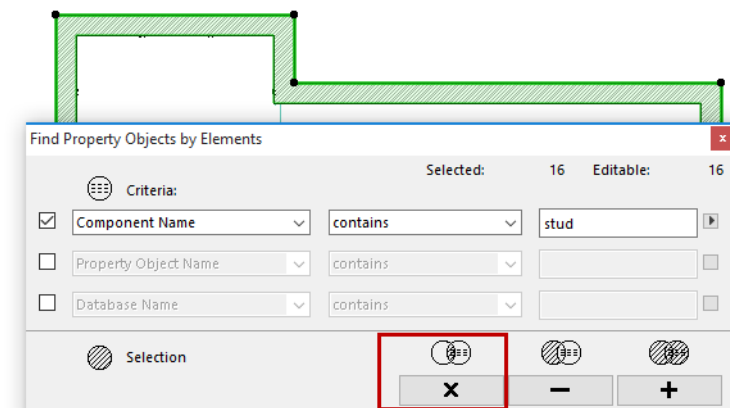 Find Property Objects by Elements x
Selected: 16 Editable: 16
Criteria:
Component Name contains stud
Property Object Name contains
Database Name contains
Selection
x − +